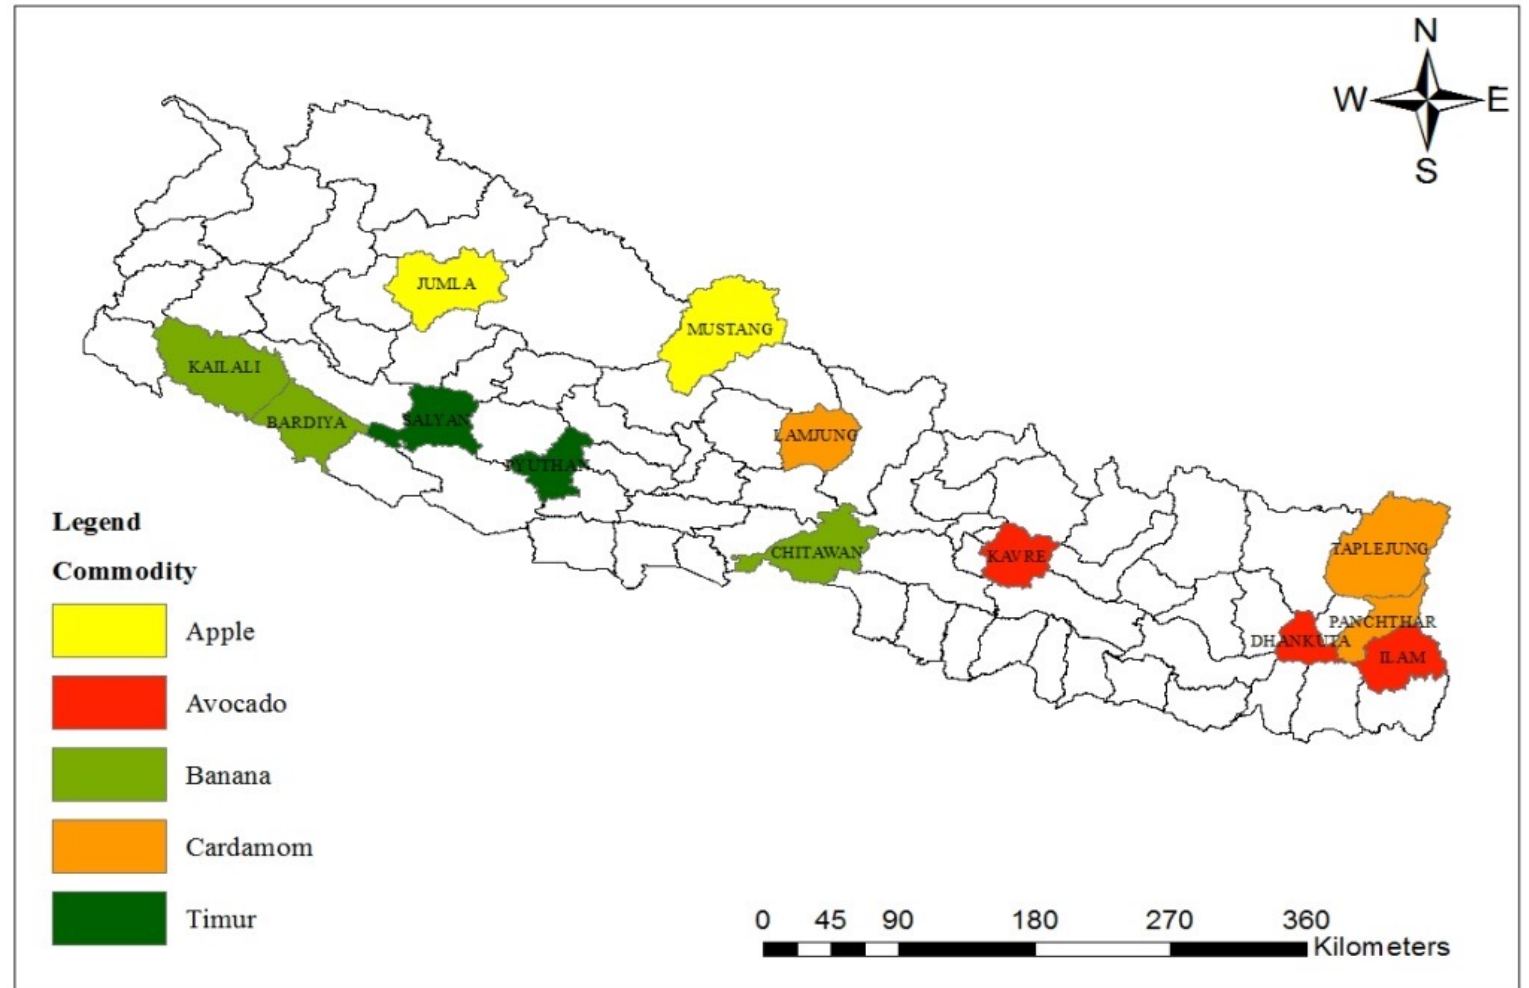 N
W E
S
JUMLA
MUSTANG
KAILALI
BARDIYA
SALYAN
LAMJUNG
PYUTHAN
CHITAWAN
KAVRE
TAPLEJUNG
PANCHTHAR
DHANKUTA
ILAM
Legend
Commodity
Apple
Avocado
Banana
Cardamom
Timur
0 45 90 180 270 360
Kilometers